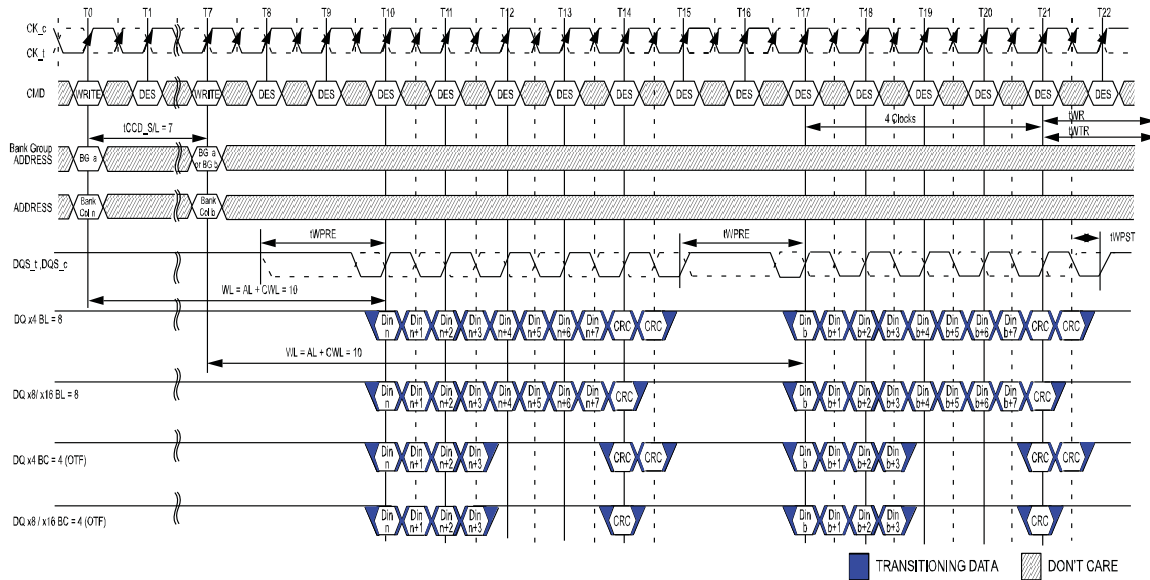 T0 T1 T7 T8 T9 T10 T11 T12 T13 T14 T15 T16 T17 T18 T19 T20 T21 T22
CK_c
CK_t
CMD WRITE DES WRITE DES DES DES DES DES DES DES DES DES DES DES DES DES DES DES
tCCD_S/L = 7
4 Clocks
tWR
tWTR
Bank Group
ADDRESS
BG a
BG a
or BG b
ADDRESS
Bank
Col n
Bank
Col b
tWPRE
tWPRE
tWPST
DQS_t ,DQS_c
WL = AL + CWL = 10
DQ x4 BL = 8
Din n Din n+1 Din n+2 Din n+3 Din n+4 Din n+5 Din n+6 Din n+7 CRC CRC Din b Din b+1 Din b+2 Din b+3 Din b+4 Din b+5 Din b+6 Din b+7 CRC CRC
WL = AL + CWL = 10
DQ x8/ x16 BL = 8
Din n Din n+1 Din n+2 Din n+3 Din n+4 Din n+5 Din n+6 Din n+7 CRC Din b Din b+1 Din b+2 Din b+3 Din b+4 Din b+5 Din b+6 Din b+7 CRC
DQ x4 BC = 4 (OTF)
Din n Din n+1 Din n+2 Din n+3 CRC CRC Din b Din b+1 Din b+2 Din b+3 CRC CRC
DQ x8 / x16 BC = 4 (OTF)
Din n Din n+1 Din n+2 Din n+3 CRC Din b Din b+1 Din b+2 Din b+3 CRC
TRANSITIONING DATA DON'T CARE